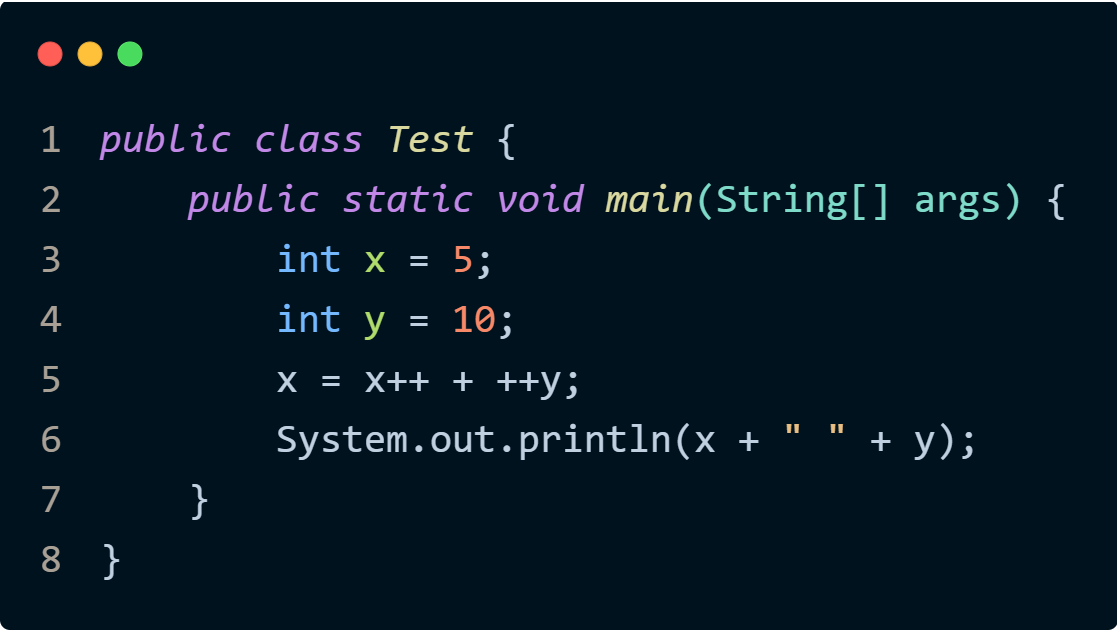 1 public class Test {
2     public static void main(String[] args) {
3         int x = 5;
4         int y = 10;
5         x = x++ + ++y;
6         System.out.println(x + " " + y);
7     }
8 }